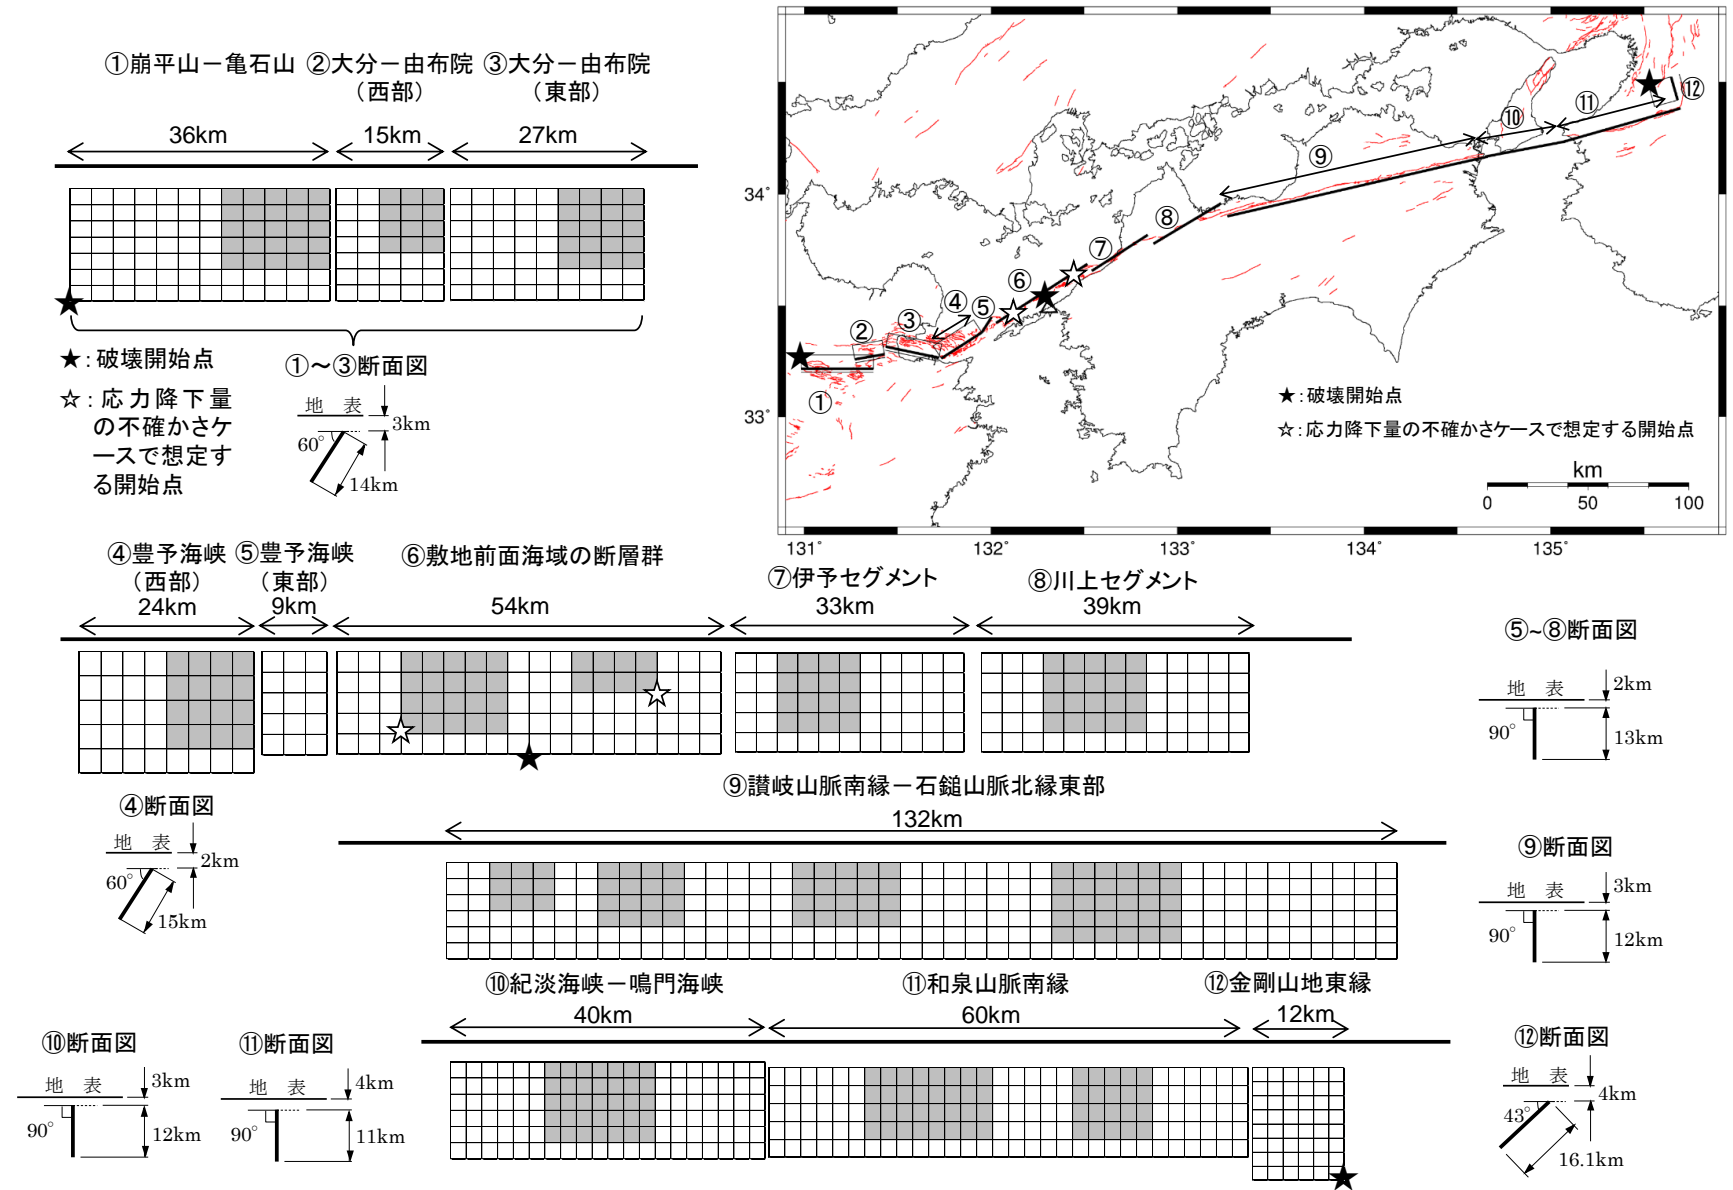 ①崩平山－亀石山
②大分－由布院
（西部）
③大分－由布院
（東部）
36km
15km
27km
★：破壊開始点
☆：応力降下量
の不確かさケ
ースで想定す
る開始点
①～③断面図
地 表
3km
60°
14km
①
②
③
④
⑤
⑥
⑦
⑧
⑨
⑩
⑪
⑫
34°
33°
131°
132°
133°
134°
135°
★：破壊開始点
☆：応力降下量の不確かさケースで想定する開始点
km
0
50
100
④豊予海峡
（西部）
⑤豊予海峡
（東部）
⑥敷地前面海域の断層群
⑦伊予セグメント
⑧川上セグメント
24km
9km
54km
33km
39km
⑤~⑧断面図
地 表
2km
90°
13km
④断面図
地 表
2km
60°
15km
⑨讃岐山脈南縁－石鎚山脈北縁東部
132km
⑨断面図
地 表
3km
90°
12km
⑩紀淡海峡－鳴門海峡
⑪和泉山脈南縁
⑫金剛山地東縁
40km
60km
12km
⑩断面図
地 表
3km
90°
12km
⑪断面図
地 表
4km
90°
11km
⑫断面図
地 表
4km
43°
16.1km